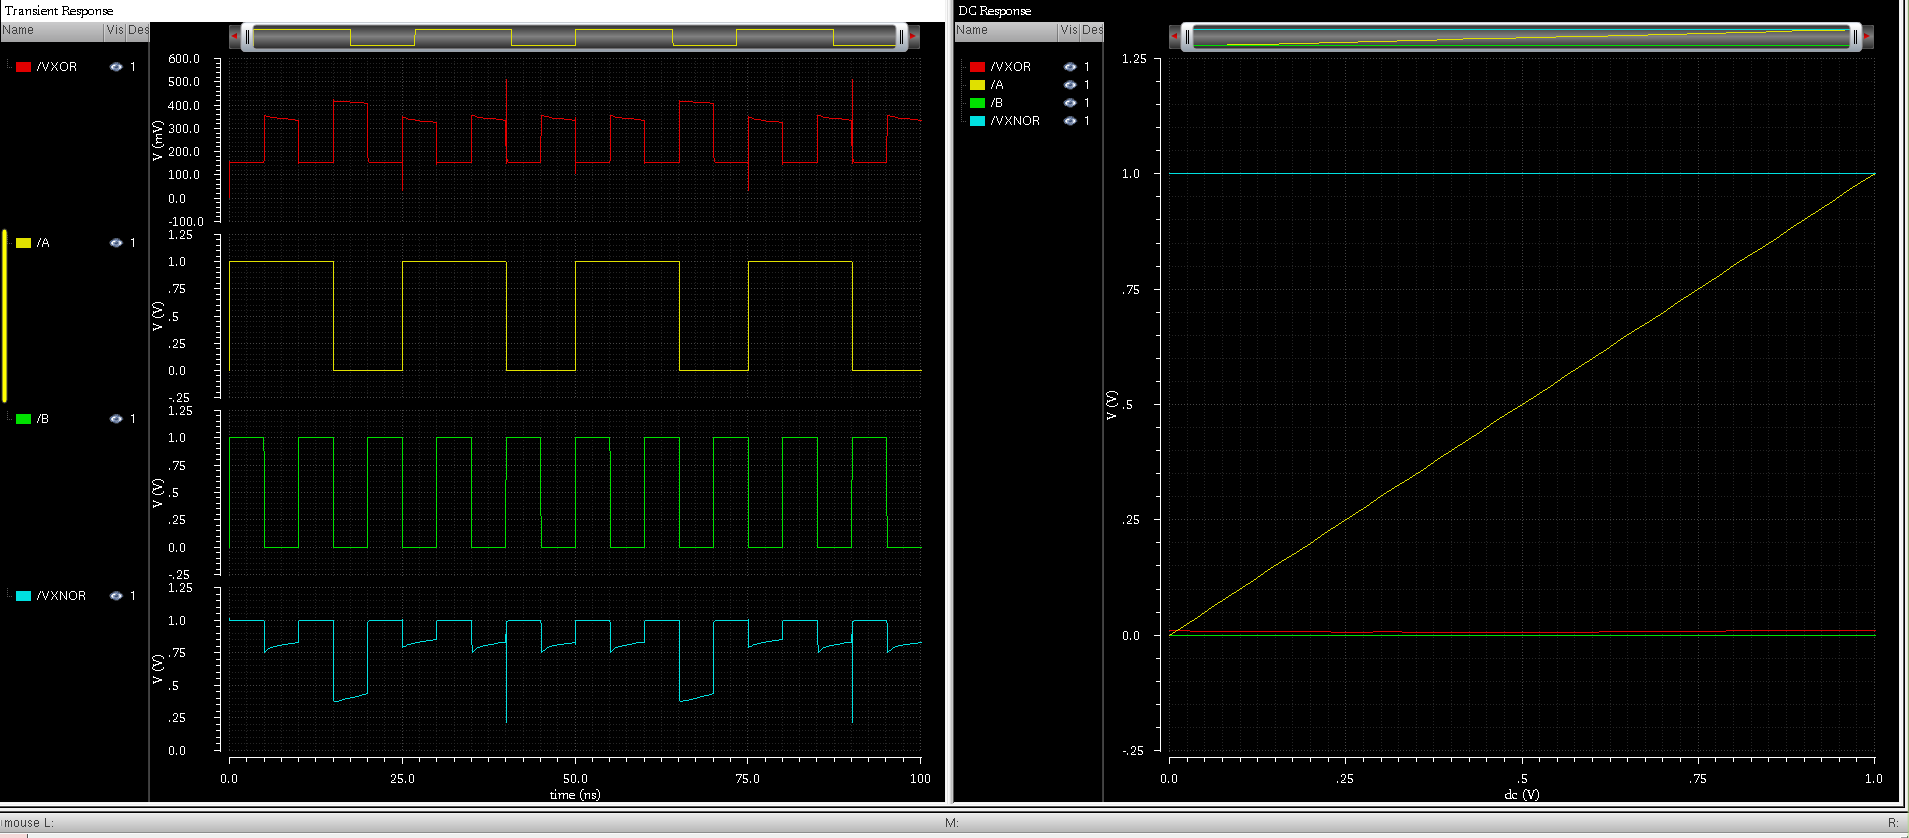 Transient Response
Name Vis Des
/VXOR 1
600.0
500.0
400.0
300.0
200.0
100.0
0.0
-100.0
V (mV)
/A 1
1.25
1.0
.75
.5
.25
0.0
-.25
V (V)
/B 1
1.25
1.0
.75
.5
.25
0.0
-.25
V (V)
/VXNOR 1
1.25
1.0
.75
.5
.25
0.0
V (V)
0.0 25.0 50.0 75.0 100
time (ns)
DC Response
Name Vis Des
/VXOR 1
/A 1
/B 1
/VXNOR 1
1.25
1.0
.75
.5
.25
0.0
-.25
V (V)
0.0 .25 .5 .75 1.0
dc (V)
mouse L: M: R: